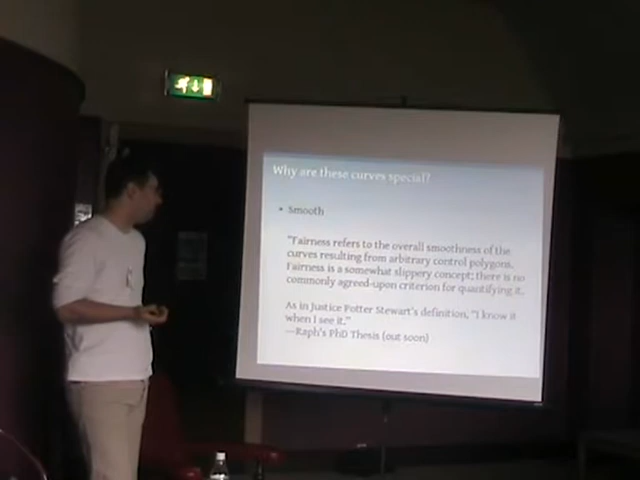 Why are these curves special?
• Smooth
"Fairness refers to the overall smoothness of the
curves resulting from arbitrary control polygons.
Fairness is a somewhat slippery concept; there is no
commonly agreed-upon criterion for quantifying it.
As in Justice Potter Stewart's definition, "I know it
when I see it."
—Raph's PhD Thesis (out soon)